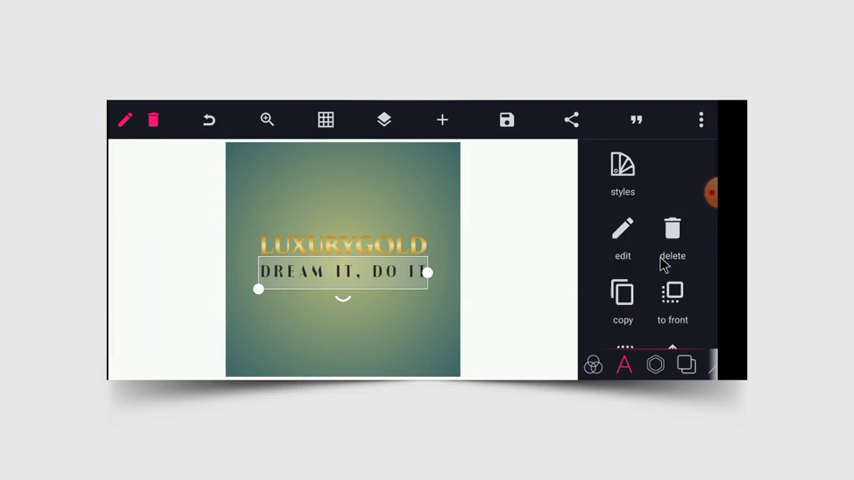 styles
edit delete
LUXURYGOLD
DREAM IT, DO IT
copy to front